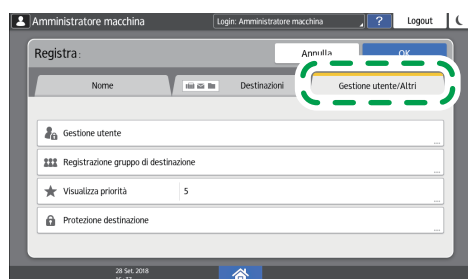 Amministratore macchina
Login: Amministratore macchina
?
Logout
Registra:
Annulla
OK
Nome
Destinazioni
Gestione utente/Altri
Gestione utente
Registrazione gruppo di destinazione
Visualizza priorità 5
Protezione destinazione
28 Set. 2018